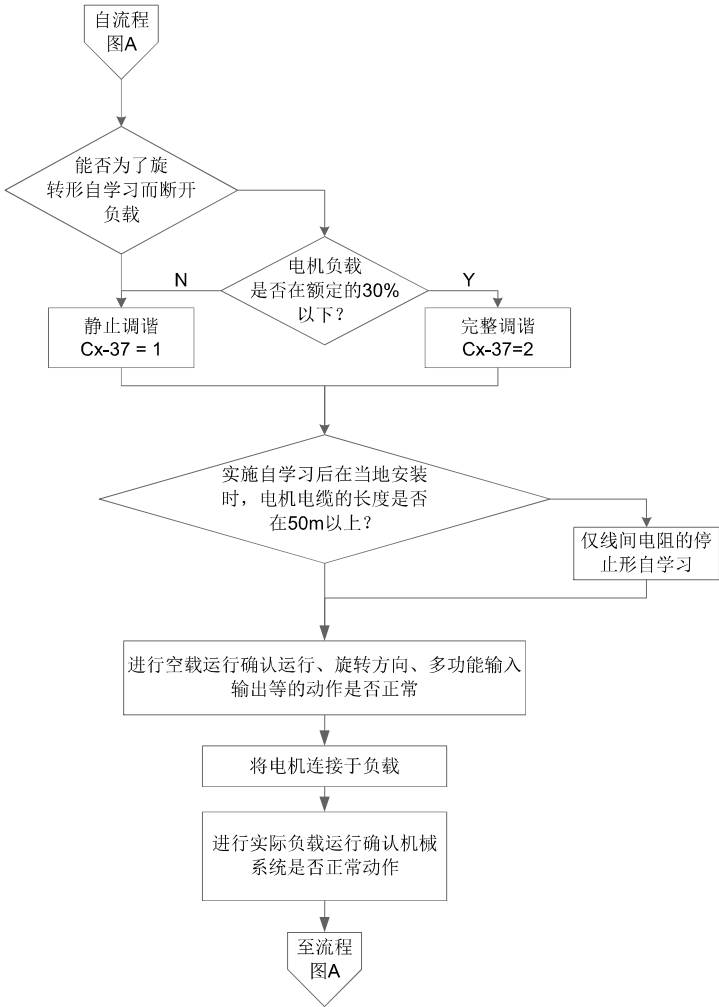 自流程
图A
能否为了旋
转形自学习而断开
负载
电机负载
是否在额定的30%
以下？
N
Y
静止调谐
Cx-37 = 1
完整调谐
Cx-37=2
实施自学习后在当地安装
时，电机电缆的长度是否
在50m以上？
仅线间电阻的停
止形自学习
进行空载运行确认运行、旋转方向、多功能输入
输出等的动作是否正常
将电机连接于负载
进行实际负载运行确认机械
系统是否正常动作
至流程
图A